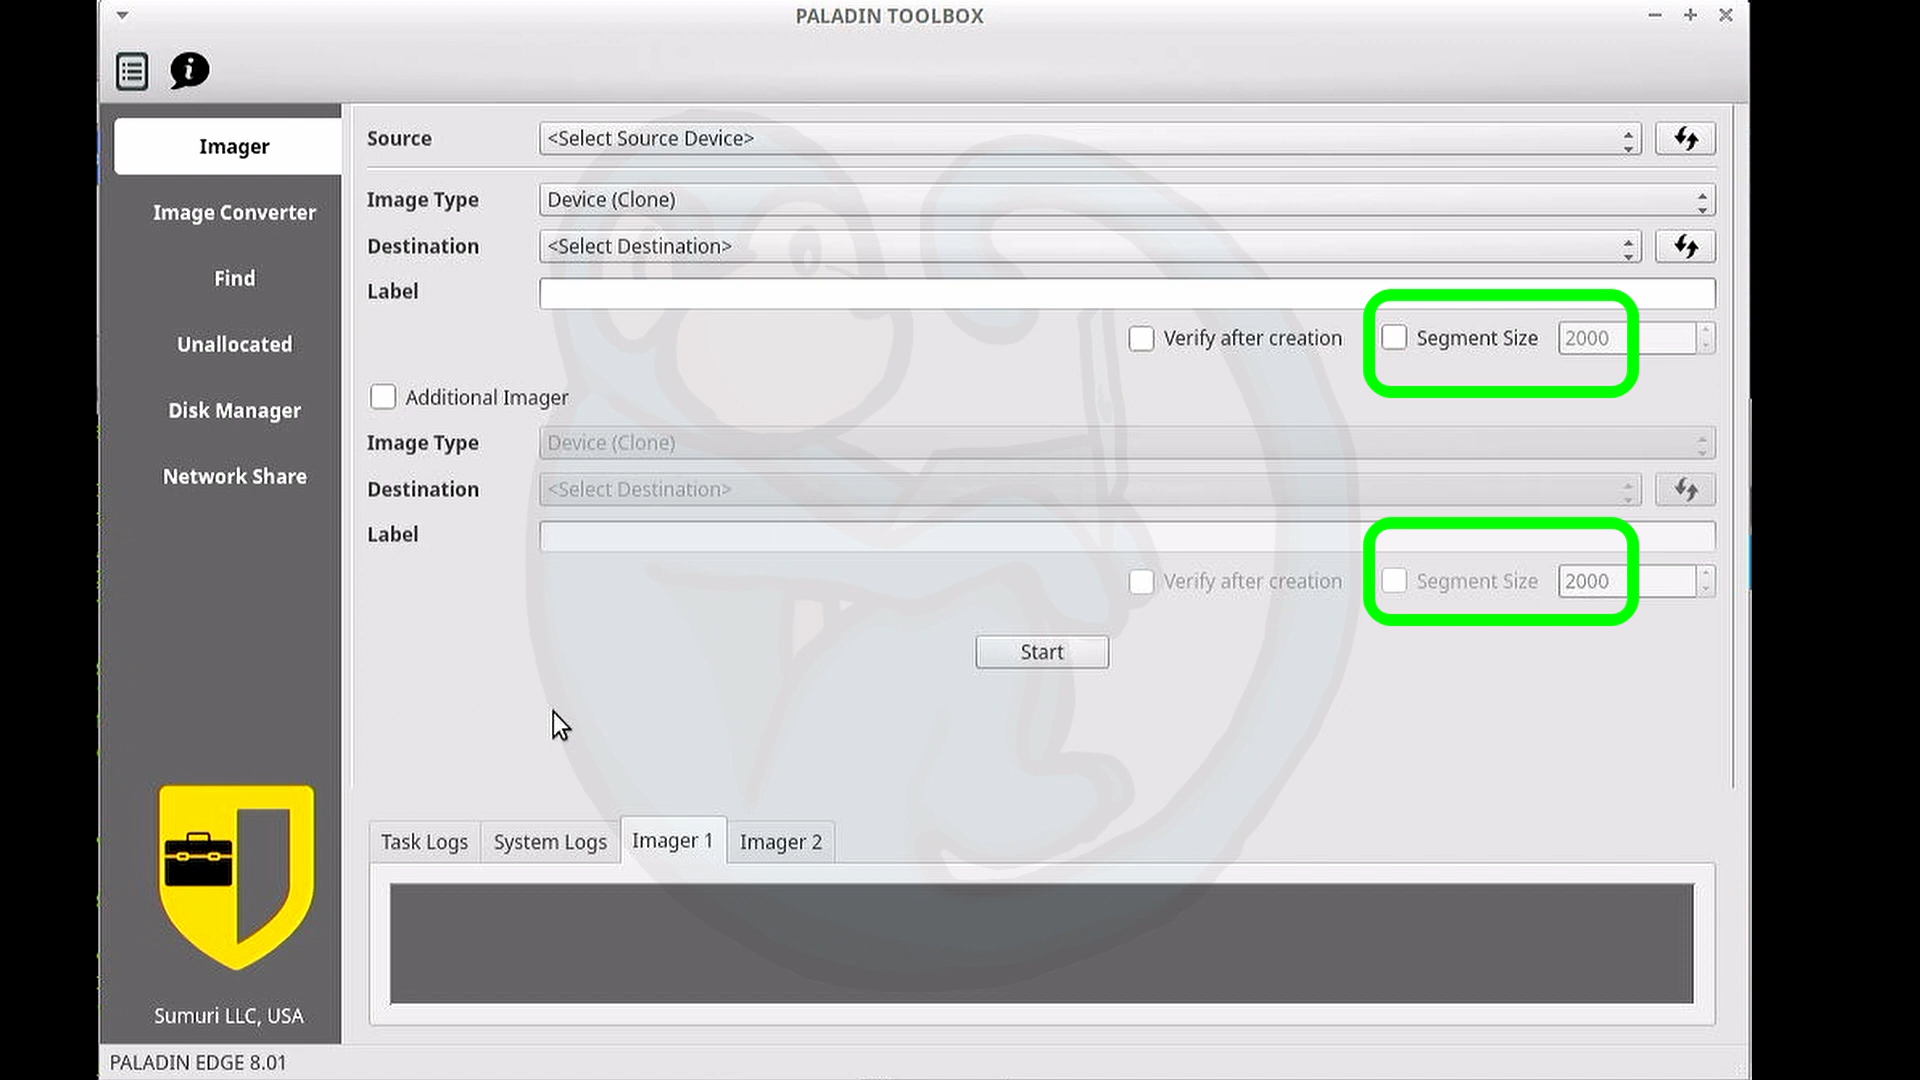 PALADIN TOOLBOX
Imager
Image Converter
Find
Unallocated
Disk Manager
Network Share
Sumuri LLC, USA
Source <Select Source Device>
Image Type Device (Clone)
Destination <Select Destination>
Label
Verify after creation Segment Size 2000
Additional Imager
Image Type Device (Clone)
Destination <Select Destination>
Label
Verify after creation Segment Size 2000
Start
Task Logs System Logs Imager 1 Imager 2
PALADIN EDGE 8.01